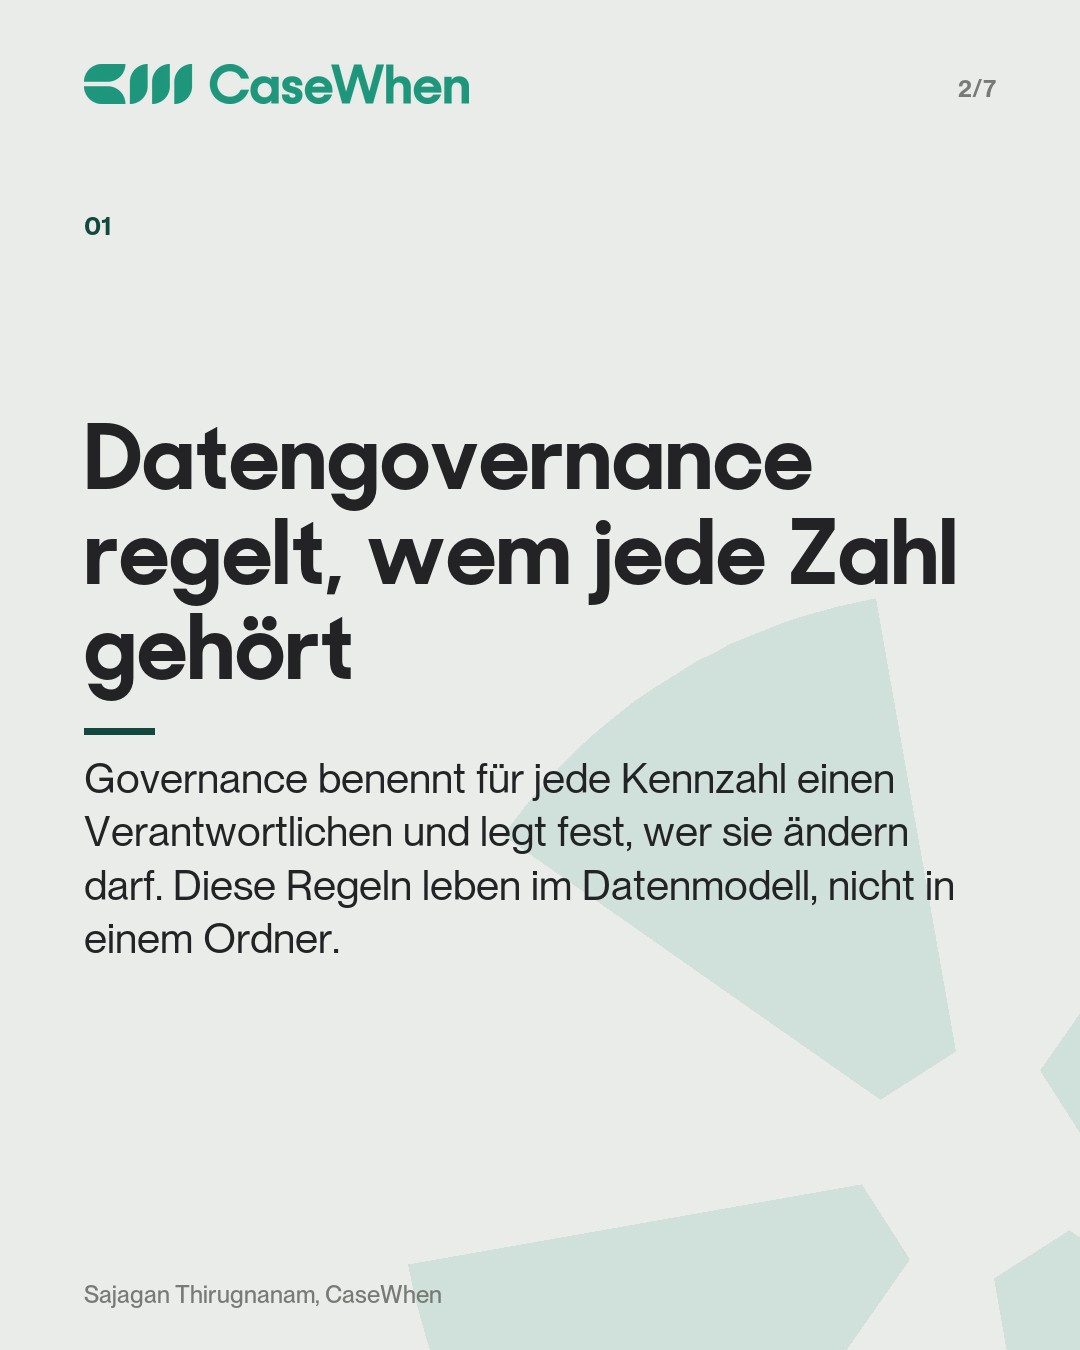 CaseWhen
2/7
01
Datengovernance
regelt, wem jede Zahl
gehört
Governance benennt für jede Kennzahl einen
Verantwortlichen und legt fest, wer sie ändern
darf. Diese Regeln leben im Datenmodell, nicht in
einem Ordner.
Sajagan Thirugnanam, CaseWhen